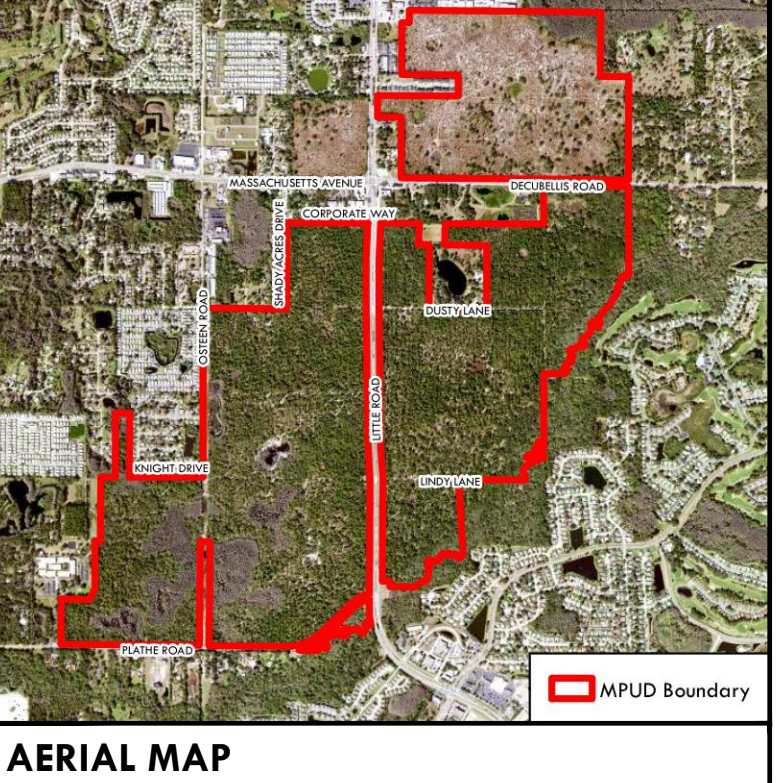 MASSACHUSETTS AVENUE
DECUBELLIS ROAD
SHADY ACRES DRIVE
CORPORATE WAY
OSTEEN ROAD
DUSTY LANE
LITTLE ROAD
KNIGHT DRIVE
LINDY LANE
PLATHE ROAD
MPUD Boundary
AERIAL MAP